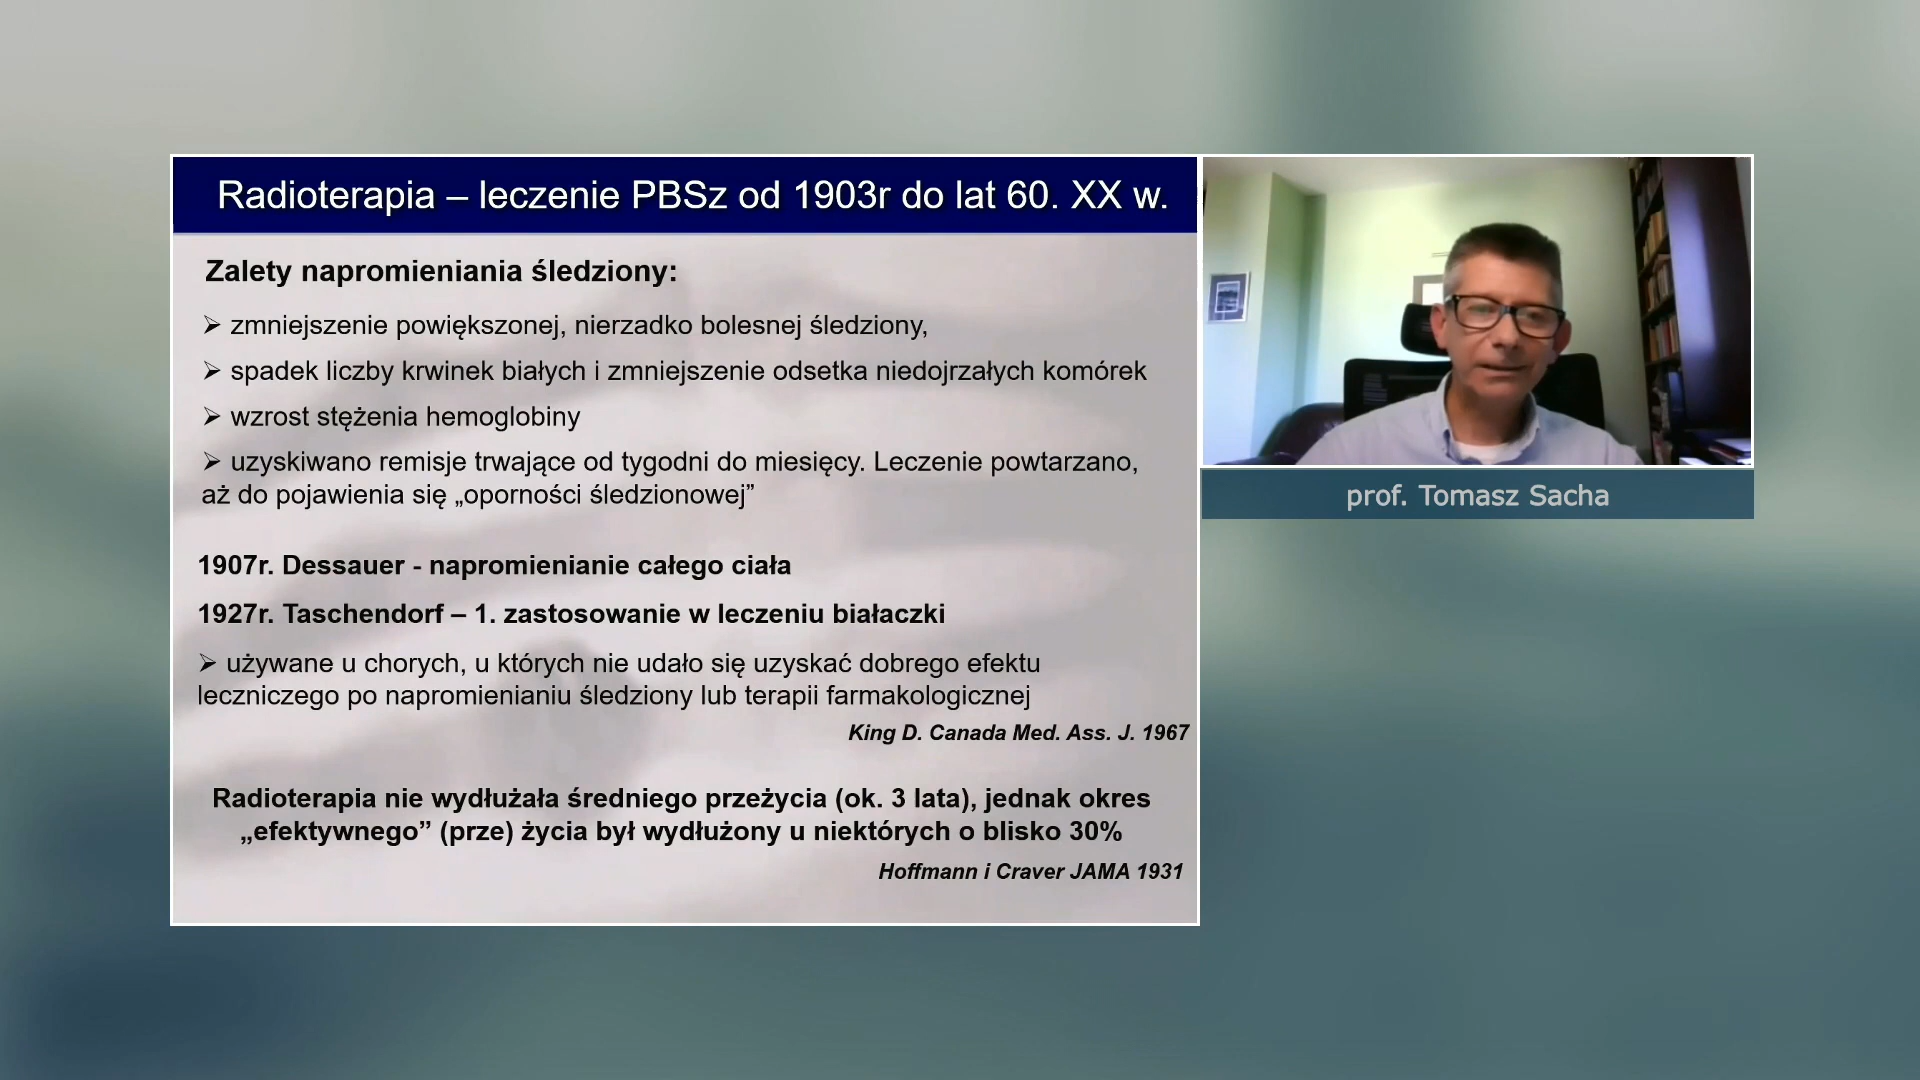 Radioterapia – leczenie PBSz od 1903r do lat 60. XX w.
Zalety napromieniania śledziony:
➢ zmniejszenie powiększonej, nierzadko bolesnej śledziony,
➢ spadek liczby krwinek białych i zmniejszenie odsetka niedojrzałych komórek
➢ wzrost stężenia hemoglobiny
➢ uzyskiwano remisje trwające od tygodni do miesięcy. Leczenie powtarzano,
aż do pojawienia się „oporności śledzionowej”
1907r. Dessauer - napromienianie całego ciała
1927r. Taschendorf – 1. zastosowanie w leczeniu białaczki
➢ używane u chorych, u których nie udało się uzyskać dobrego efektu
leczniczego po napromienianiu śledziony lub terapii farmakologicznej
King D. Canada Med. Ass. J. 1967
Radioterapia nie wydłużała średniego przeżycia (ok. 3 lata), jednak okres
„efektywnego” (prze) życia był wydłużony u niektórych o blisko 30%
Hoffmann i Craver JAMA 1931
prof. Tomasz Sacha